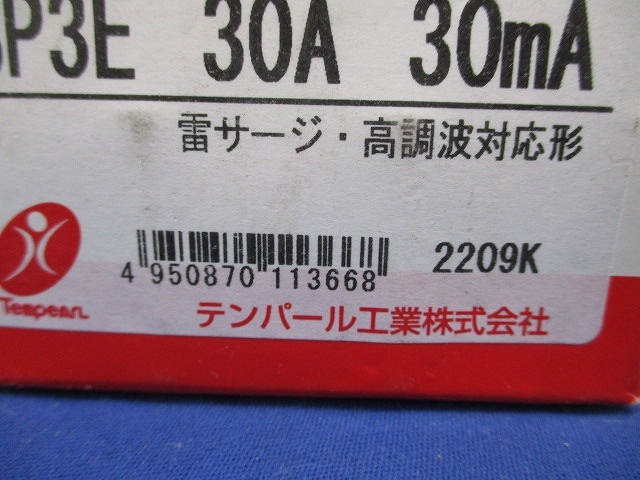 3P3E 30A 30mA
雷サージ・高調波対応形
4 950870 113668
2209K
Tempearl
テンパール工業株式会社